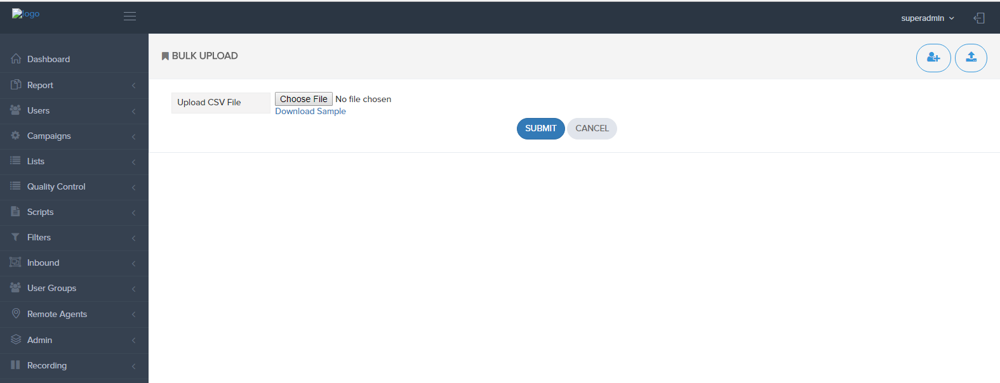 logo
superadmin
Dashboard
Report
Users
Campaigns
Lists
Quality Control
Scripts
Filters
Inbound
User Groups
Remote Agents
Admin
Recording
BULK UPLOAD
Upload CSV File
Choose File No file chosen
Download Sample
SUBMIT CANCEL